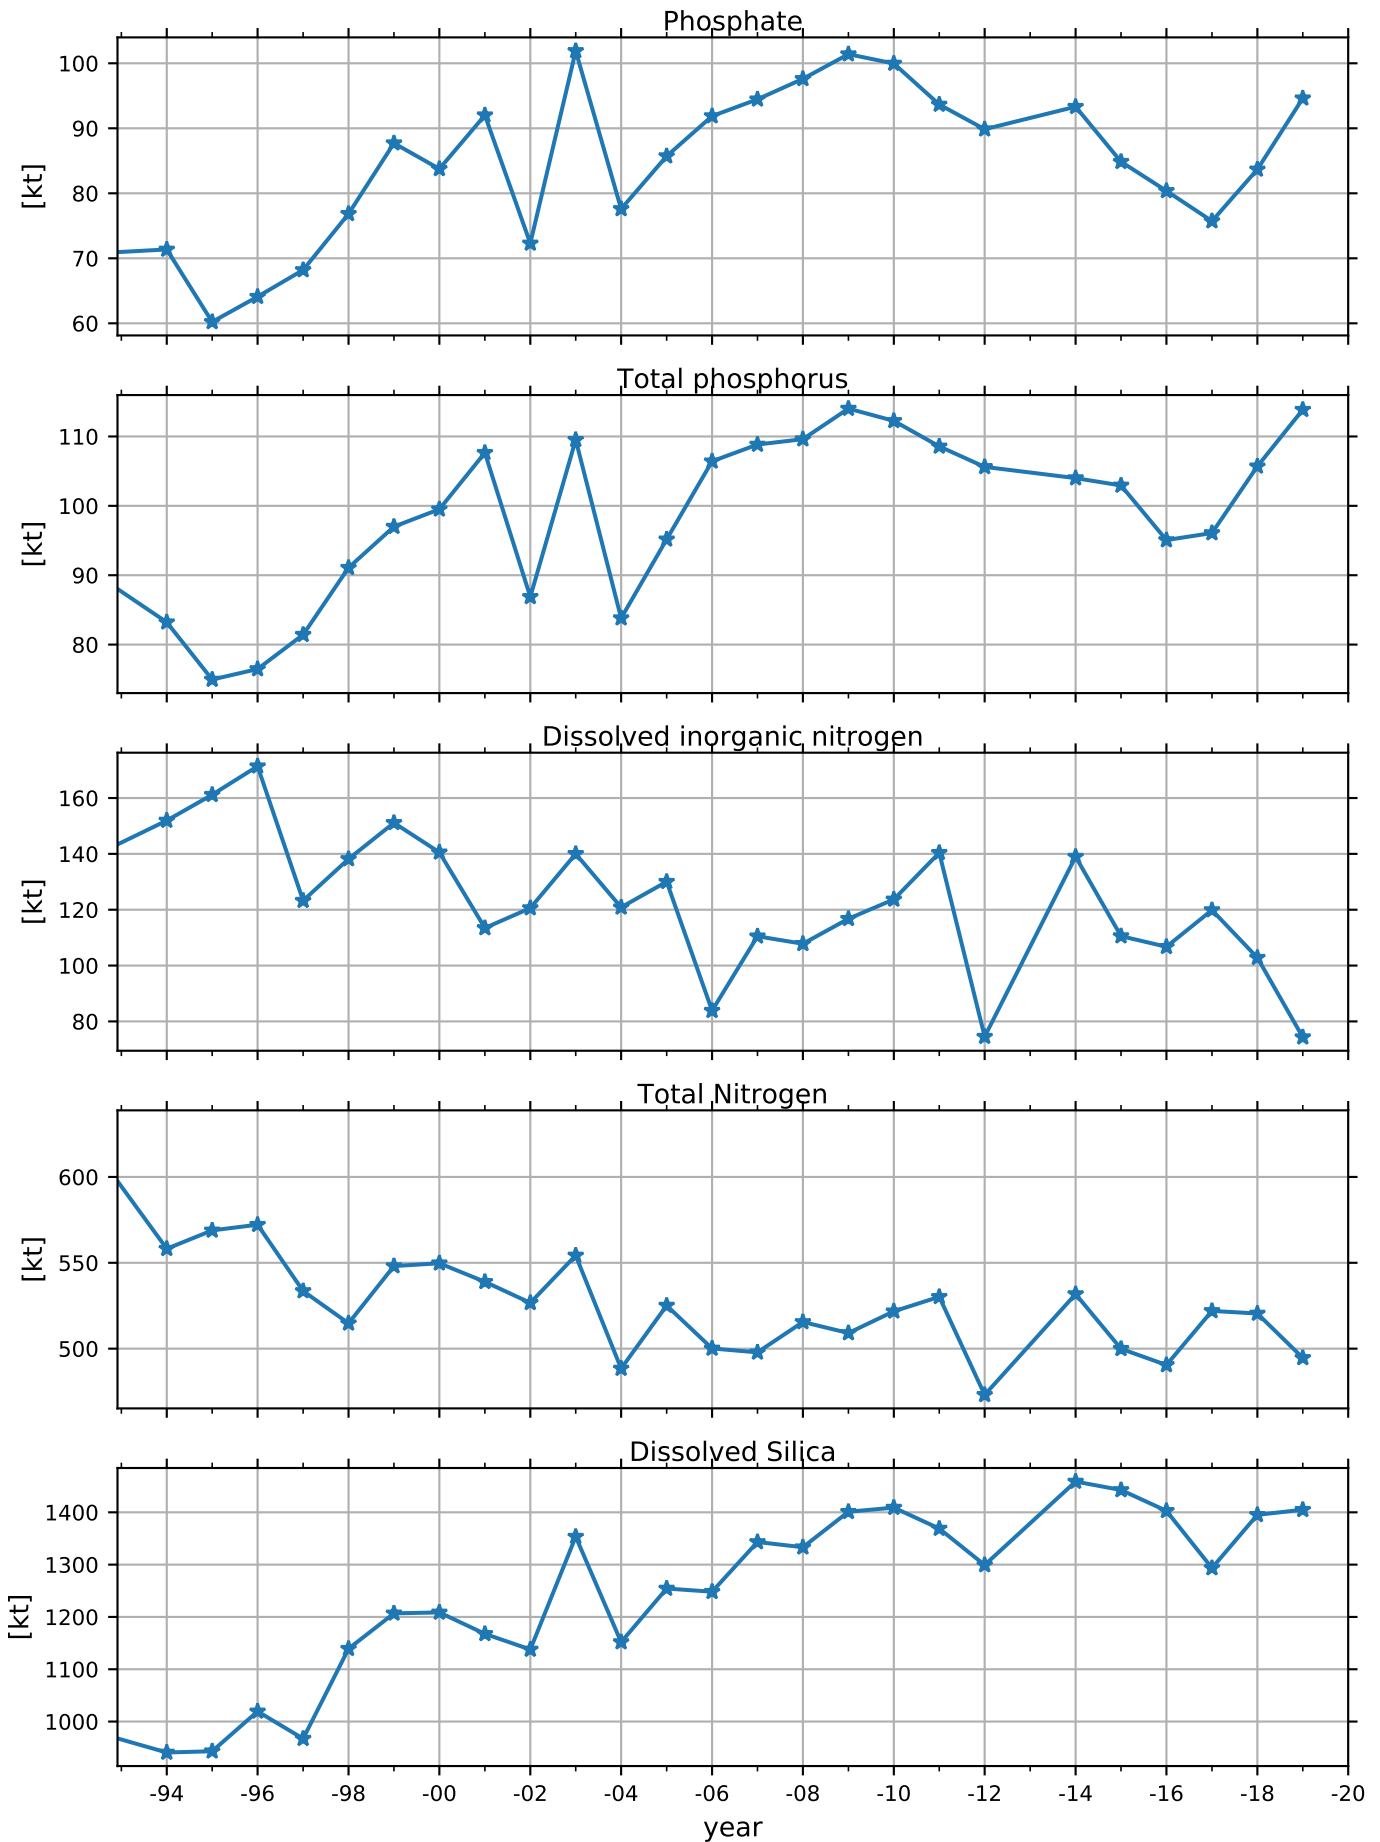 Phosphate
100
90
80
70
60
[kt]
Total phosphorus
110
100
90
80
[kt]
Dissolved inorganic nitrogen
160
140
120
100
80
[kt]
Total Nitrogen
600
550
500
[kt]
Dissolved Silica
1400
1300
1200
1100
1000
[kt]
-94 -96 -98 -00 -02 -04 -06 -08 -10 -12 -14 -16 -18 -20
year